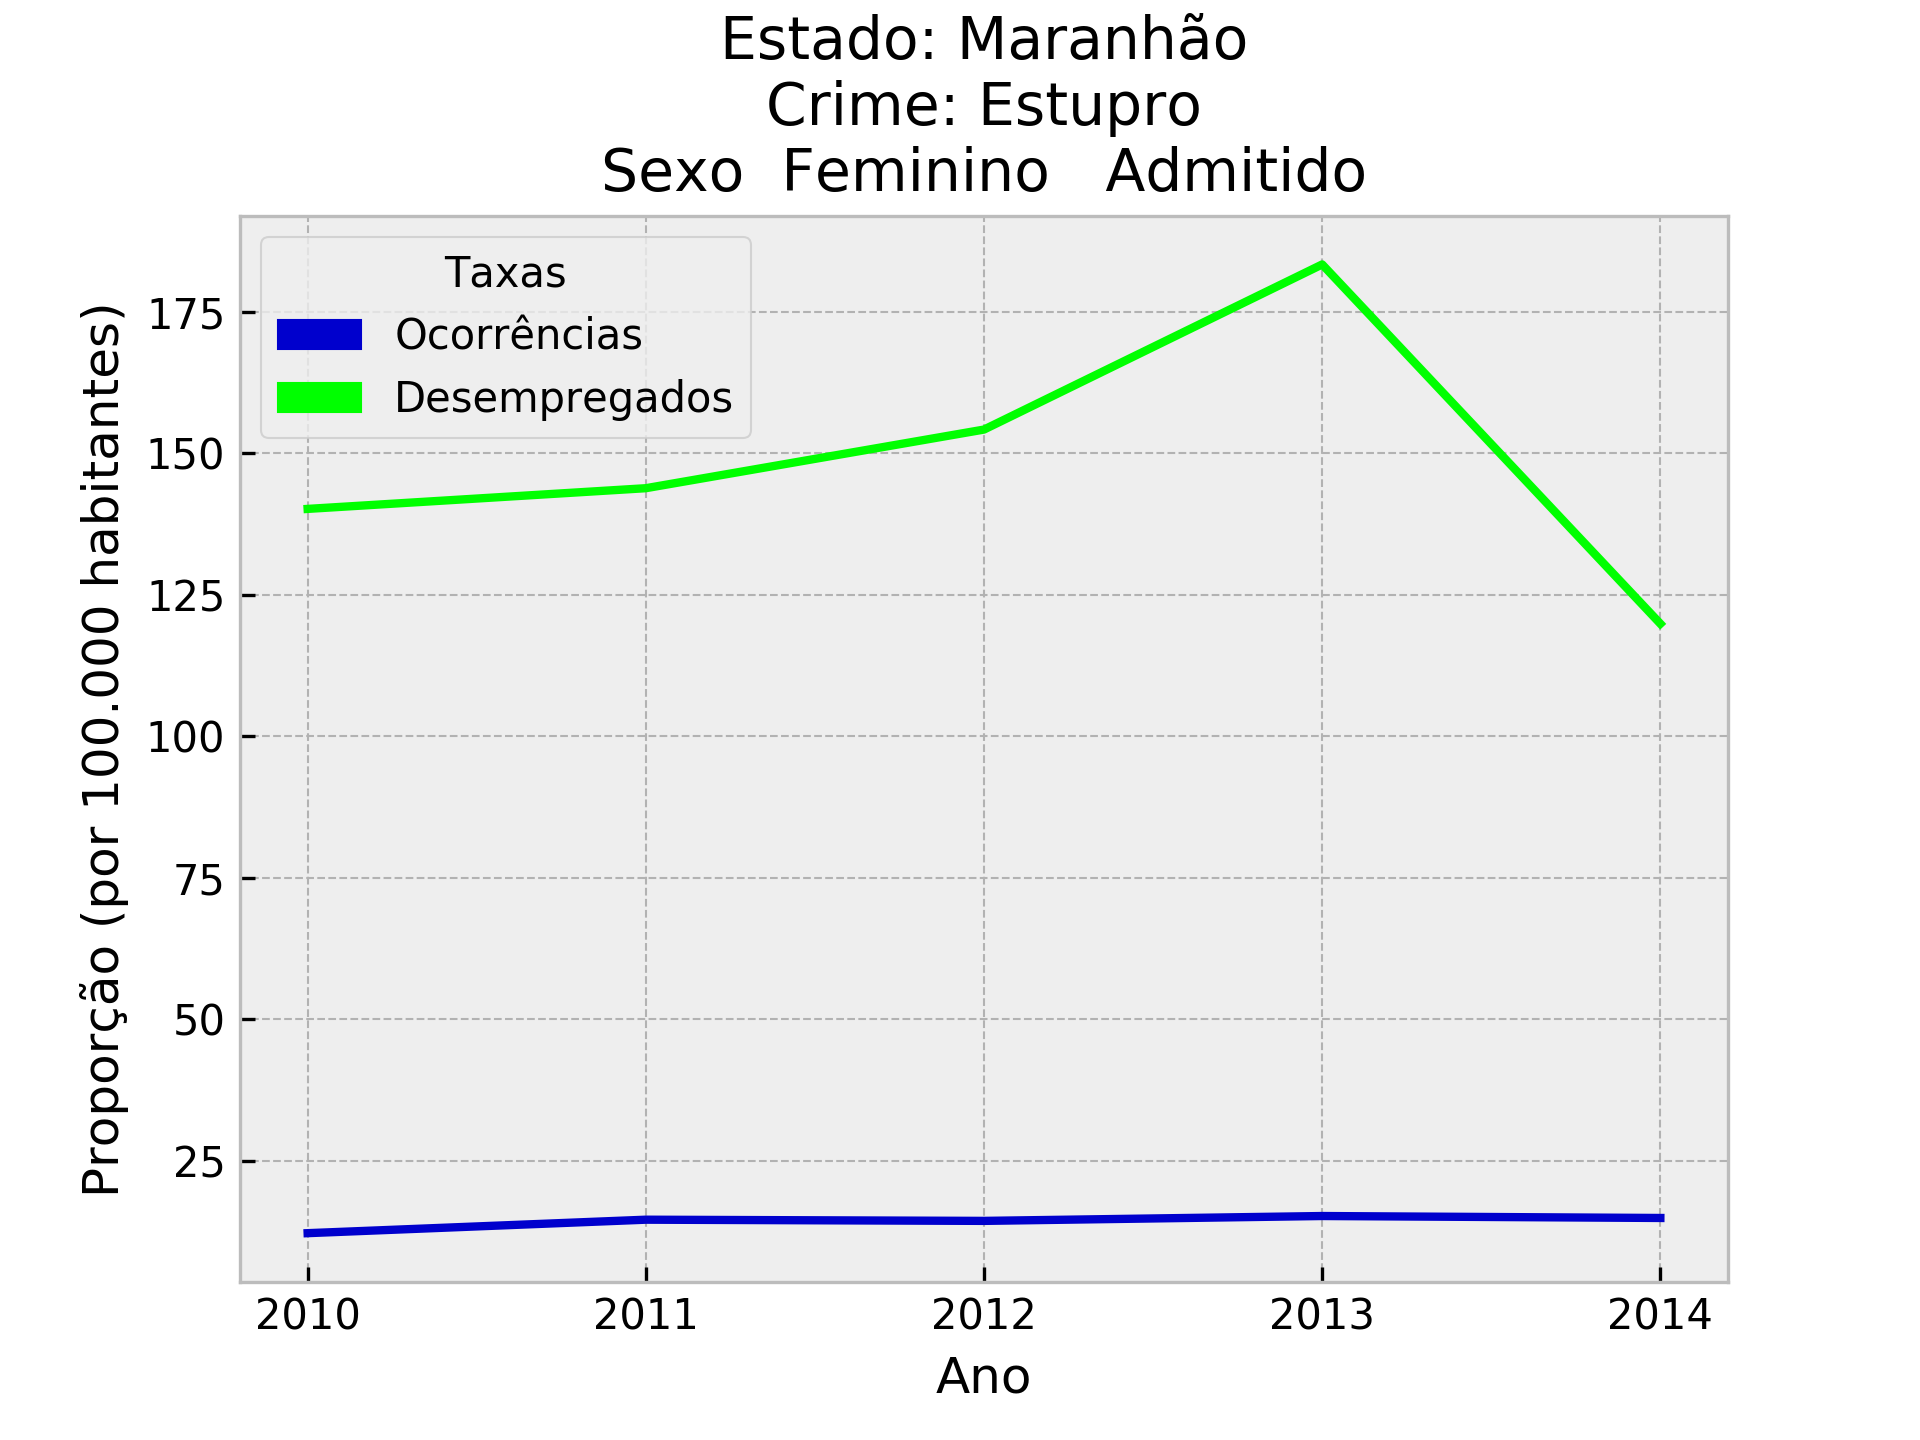 Estado: Maranhão
Crime: Estupro
Sexo  Feminino   Admitido
Taxas
Ocorrências
Desempregados
Proporção (por 100.000 habitantes)
175
150
125
100
75
50
25
2010
2011
2012
2013
2014
Ano